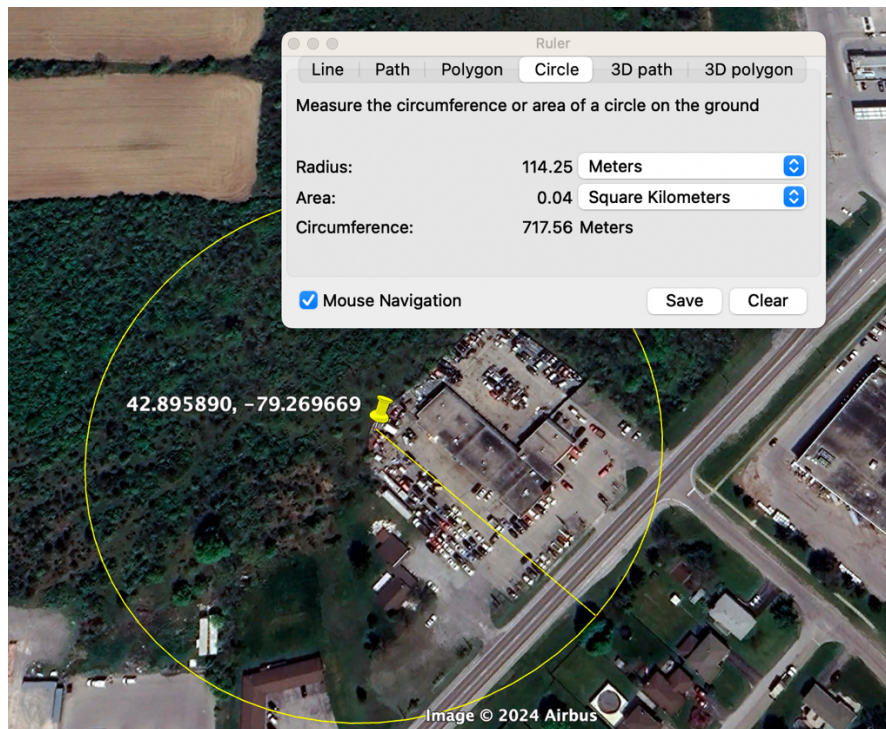 Ruler
Line Path Polygon Circle 3D path 3D polygon
Measure the circumference or area of a circle on the ground
Radius: 114.25 Meters
Area: 0.04 Square Kilometers
Circumference: 717.56 Meters
Mouse Navigation Save Clear
42.895890, -79.269669
Image © 2024 Airbus